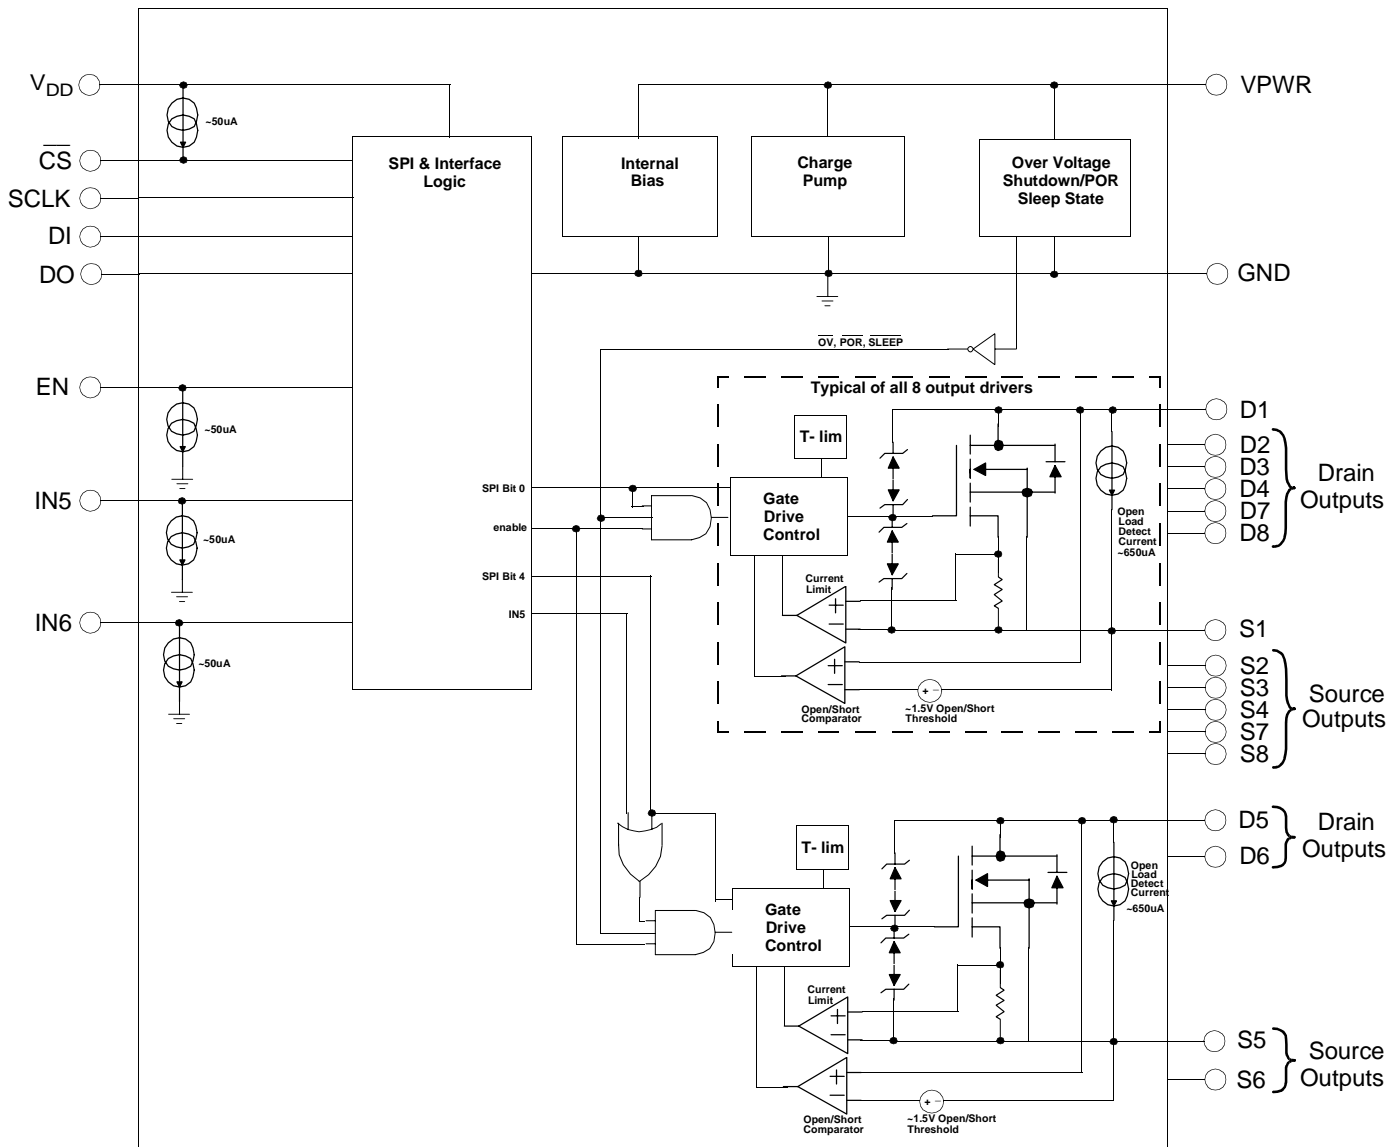 V_DD
~50uA
CS
SCLK
DI
DO
EN
~50uA
IN5
~50uA
IN6
~50uA
SPI & Interface
Logic
SPI Bit 0
enable
SPI Bit 4
IN5
Internal
Bias
Charge
Pump
Over Voltage
Shutdown/POR
Sleep State
VPWR
GND
OV, POR, SLEEP
Typical of all 8 output drivers
T- lim
Gate
Drive
Control
Current
Limit
+
−
+
−
Open/Short
Comparator
+ −
~1.5V Open/Short
Threshold
Open
Load
Detect
Current
~650uA
D1
D2
D3
D4
D7
D8
Drain
Outputs
S1
S2
S3
S4
S7
S8
Source
Outputs
T- lim
Gate
Drive
Control
Current
Limit
+
−
+
−
Open/Short
Comparator
+ −
~1.5V Open/Short
Threshold
Open
Load
Detect
Current
~650uA
D5
D6
Drain
Outputs
S5
S6
Source
Outputs